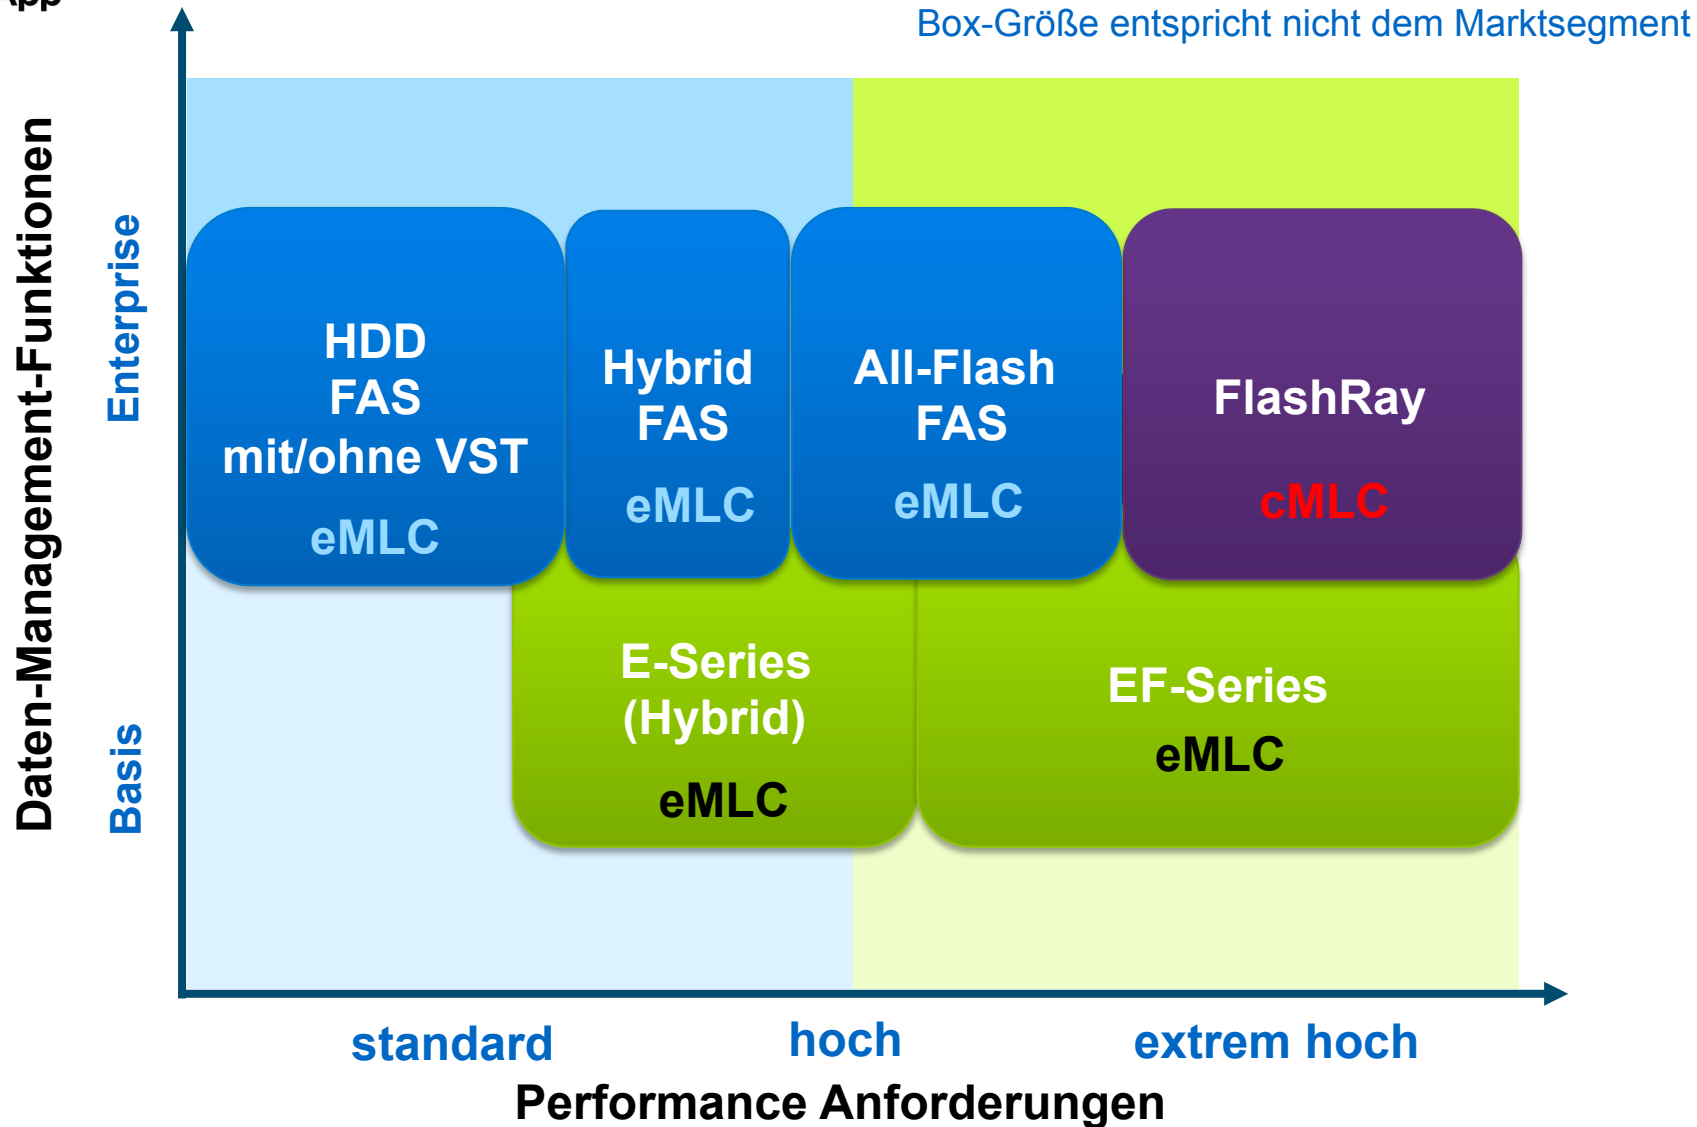 Box-Größe entspricht nicht dem Marktsegment
Daten-Management-Funktionen
Enterprise
Basis
HDD
FAS
mit/ohne VST
eMLC
Hybrid
FAS
eMLC
All-Flash
FAS
eMLC
FlashRay
cMLC
E-Series
(Hybrid)
eMLC
EF-Series
eMLC
standard
hoch
extrem hoch
Performance Anforderungen